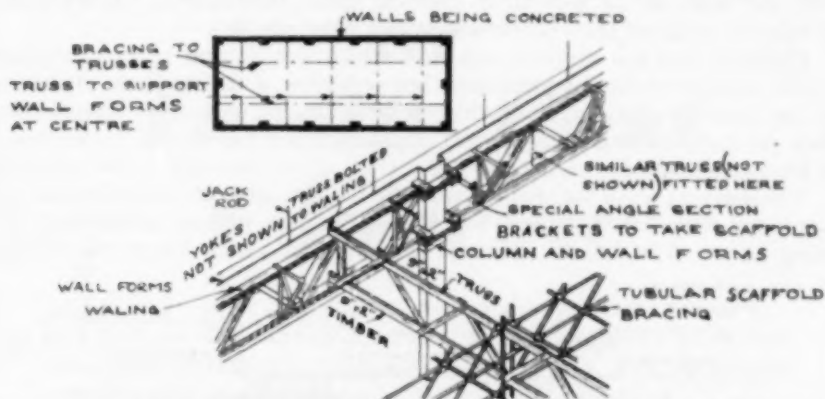 WALLS BEING CONCRETED
BRACING TO
TRUSSES
TRUSS TO SUPPORT
WALL FORMS
AT CENTRE
SIMILAR TRUSS (NOT
SHOWN) FITTED HERE
JACK
ROD
TRUSS BOLTED
TO WALING
YOKES
NOT SHOWN
SPECIAL ANGLE SECTION
BRACKETS TO TAKE SCAFFOLD
COLUMN AND WALL FORMS
WALL FORMS
WALING
TRUSS
TIMBER
TUBULAR SCAFFOLD
BRACING